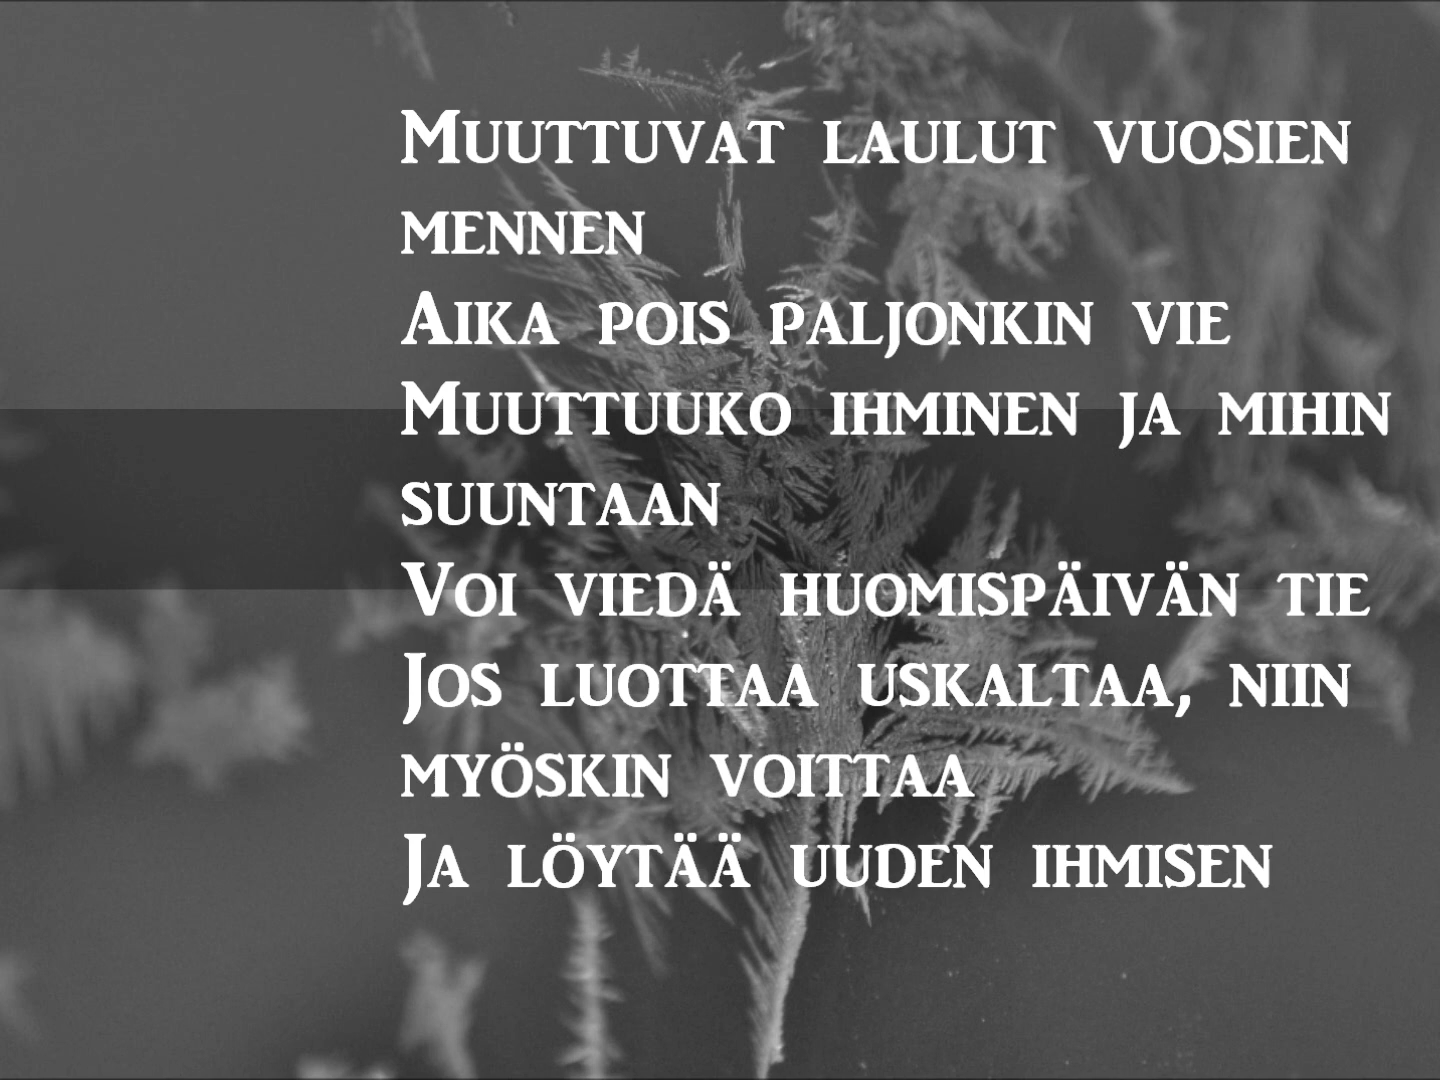 Muuttuvat laulut vuosien
mennen
Aika pois paljonkin vie
Muuttuuko ihminen ja mihin
suuntaan
Voi viedä huomispäivän tie
Jos luottaa uskaltaa, niin
myöskin voittaa
Ja löytää uuden ihmisen